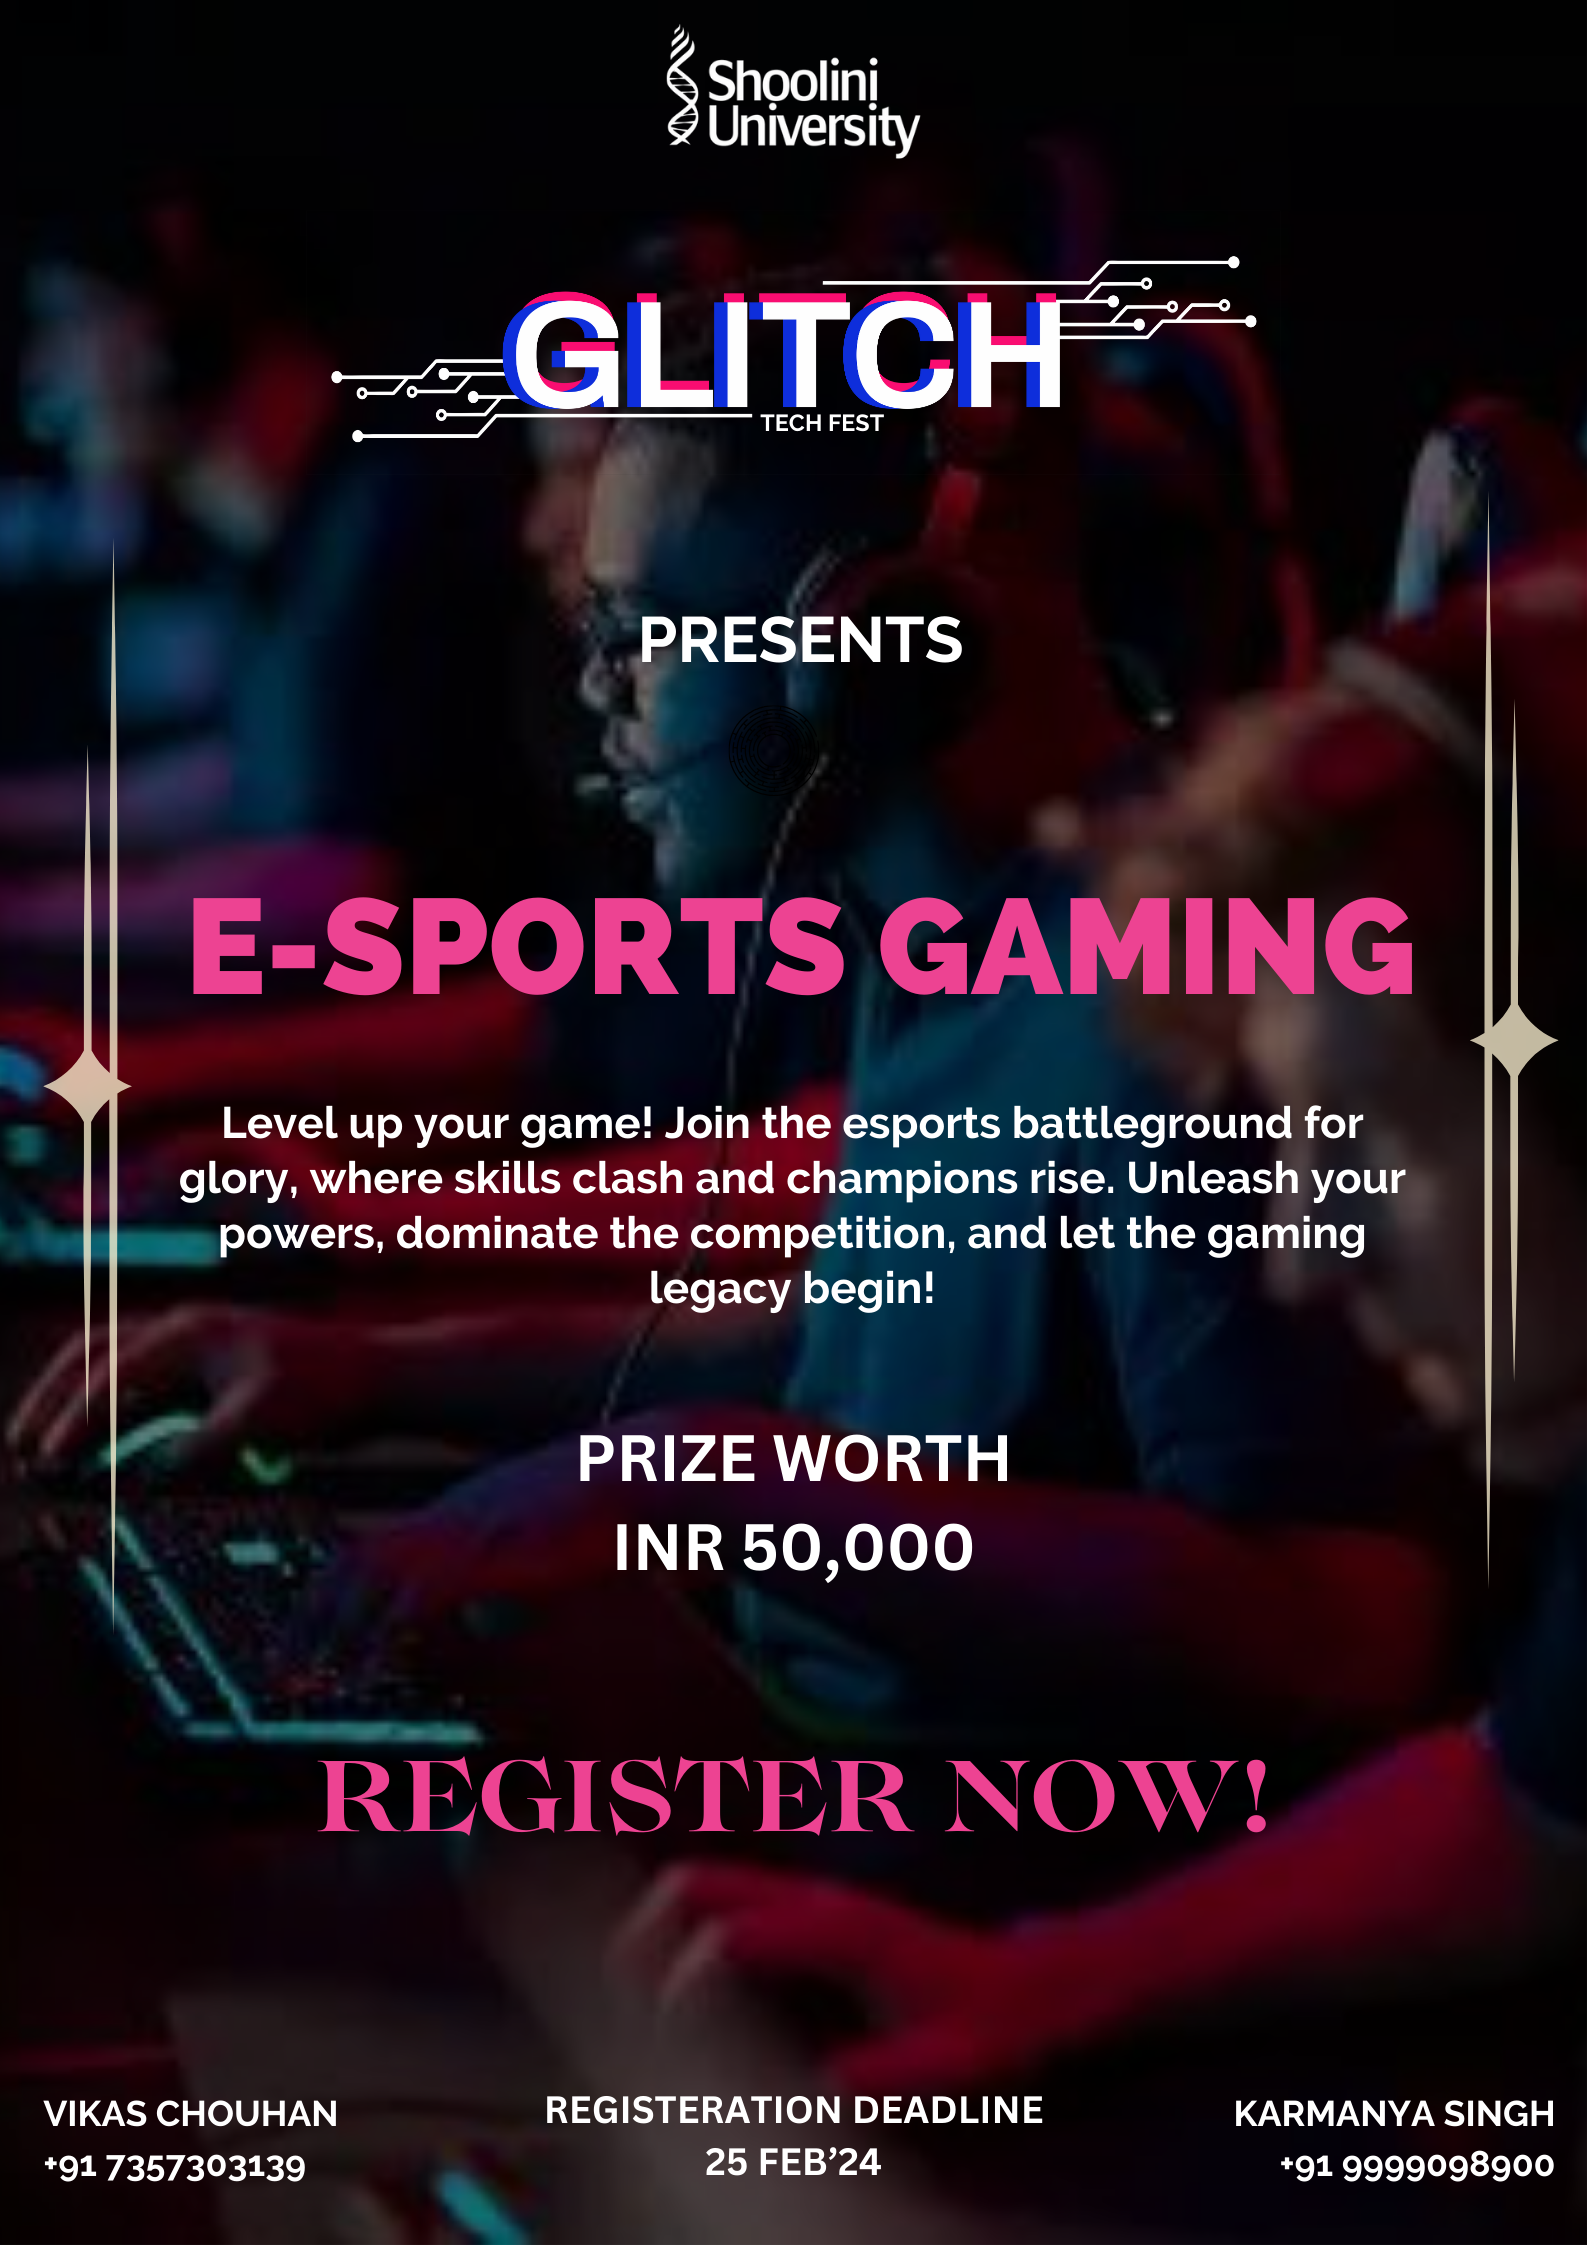 Shoolini
University
GLITCH
TECH FEST
PRESENTS
E-SPORTS GAMING
Level up your game! Join the esports battleground for
glory, where skills clash and champions rise. Unleash your
powers, dominate the competition, and let the gaming
legacy begin!
PRIZE WORTH
INR 50,000
REGISTER NOW!
VIKAS CHOUHAN
+91 7357303139
REGISTERATION DEADLINE
25 FEB’24
KARMANYA SINGH
+91 9999098900